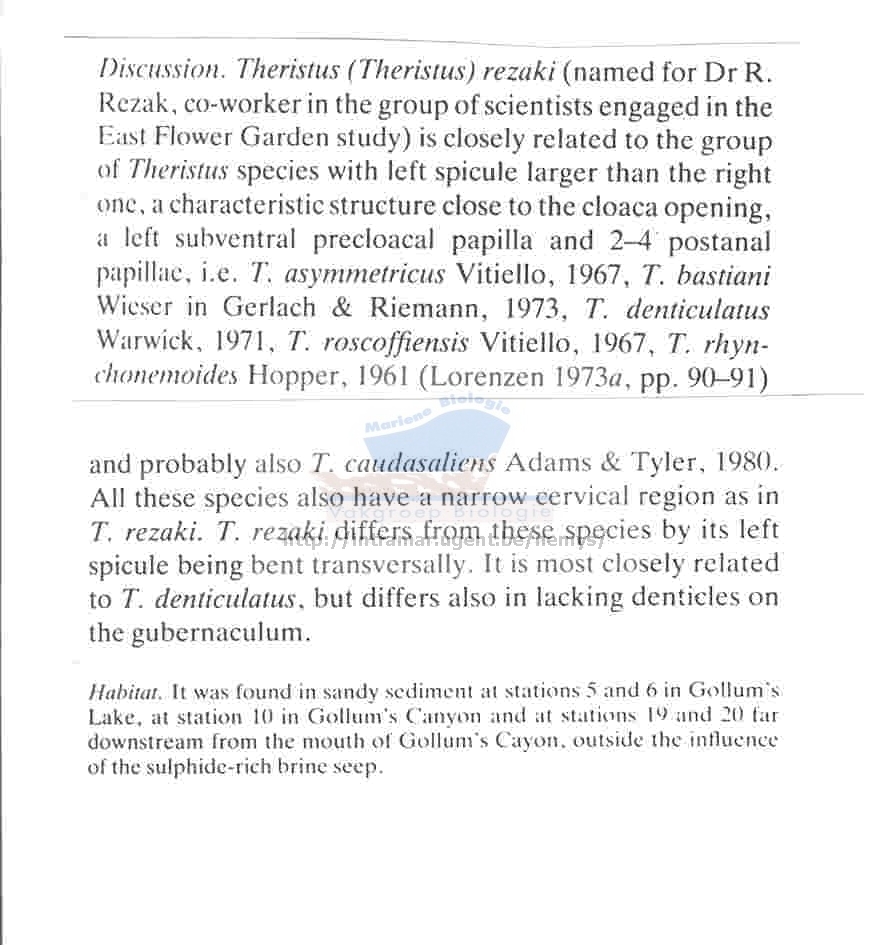 Discussion. Theristus (Theristus) rezaki (named for Dr R.
Rezak, co-worker in the group of scientists engaged in the
East Flower Garden study) is closely related to the group
of Theristus species with left spicule larger than the right
one, a characteristic structure close to the cloaca opening,
a left subventral precloacal papilla and 2–4 postanal
papillae, i.e. T. asymmetricus Vitiello, 1967, T. bastiani
Wieser in Gerlach & Riemann, 1973, T. denticulatus
Warwick, 1971, T. roscoffiensis Vitiello, 1967, T. rhyn-
chonemoides Hopper, 1961 (Lorenzen 1973a, pp. 90–91)
Mariene Biologie
and probably also T. caudasaliens Adams & Tyler, 1980.
All these species also have a narrow cervical region as in
Vakgroep Biologie
T. rezaki. T. rezaki differs from these species by its left
http://intramar.ugent.be/nemys/
spicule being bent transversally. It is most closely related
to T. denticulatus, but differs also in lacking denticles on
the gubernaculum.
Habitat. It was found in sandy sediment at stations 5 and 6 in Gollum's
Lake, at station 10 in Gollum's Canyon and at stations 19 and 20 far
downstream from the mouth of Gollum's Cayon, outside the influence
of the sulphide-rich brine seep.